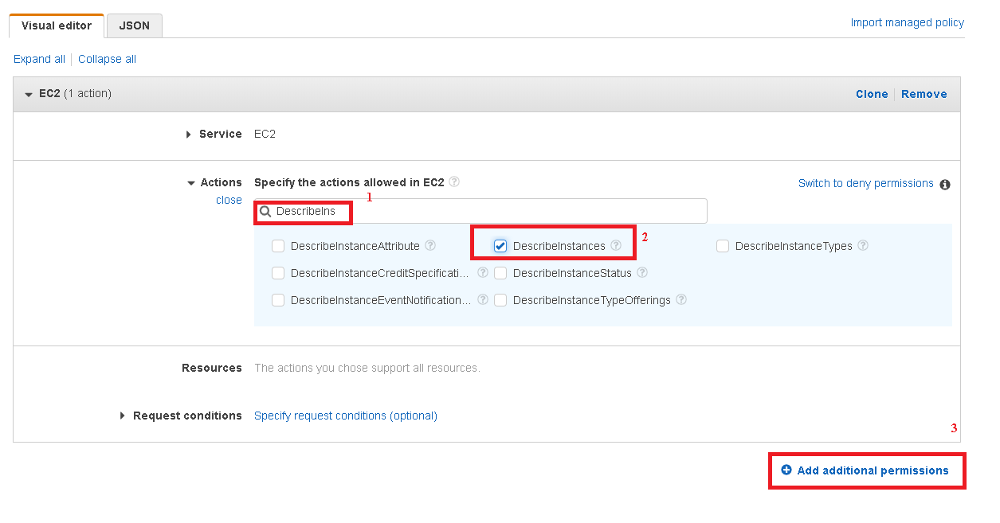 Visual editor JSON Import managed policy
Expand all Collapse all
EC2 (1 action) Clone Remove
Service EC2
Actions Specify the actions allowed in EC2 ? Switch to deny permissions i
close 1
DescribeIns
2
DescribeInstanceAttribute ? DescribeInstances ? DescribeInstanceTypes ?
DescribeInstanceCreditSpecificati... ? DescribeInstanceStatus ?
DescribeInstanceEventNotification... ? DescribeInstanceTypeOfferings ?
Resources The actions you chose support all resources.
Request conditions Specify request conditions (optional)
3
Add additional permissions